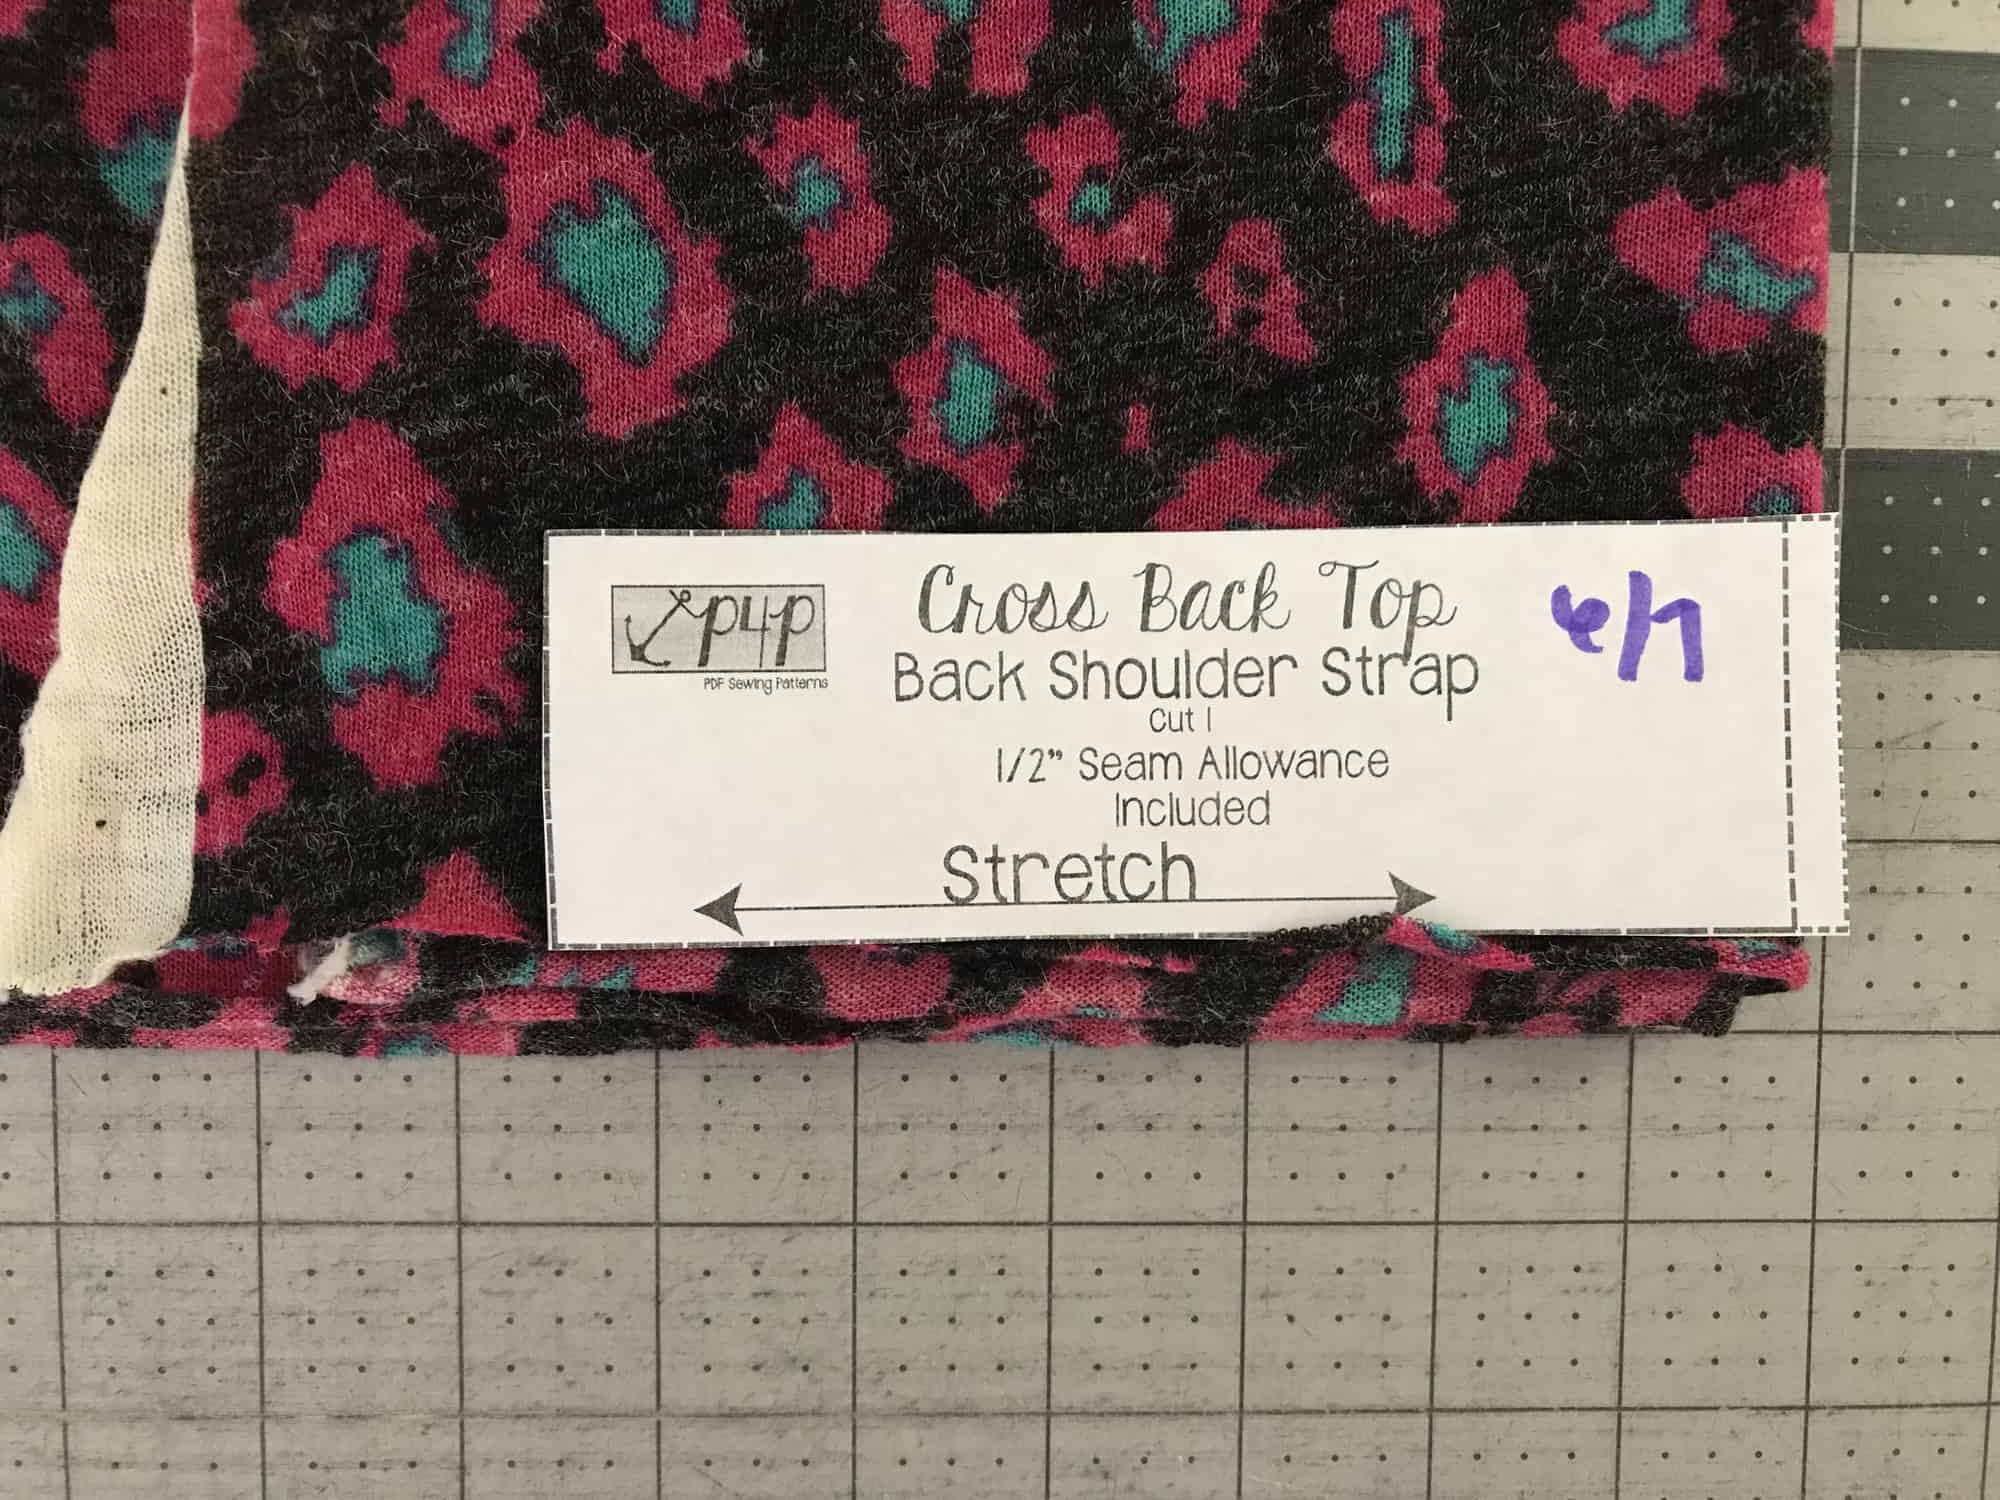 P4P
PDF Sewing Patterns
Cross Back Top
Back Shoulder Strap
Cut 1
1/2” Seam Allowance
Included
Stretch